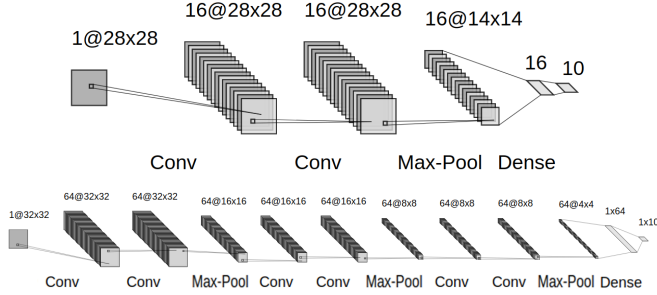 16@28x28 16@28x28 16@14x14
1@28x28 16 10
Conv Conv Max-Pool Dense
64@32x32 64@32x32 64@16x16 64@16x16 64@16x16 64@8x8 64@8x8 64@8x8 64@4x4 1x64
1@32x32 1x10
Conv Conv Max-Pool Conv Conv Max-Pool Conv Conv Max-Pool Dense